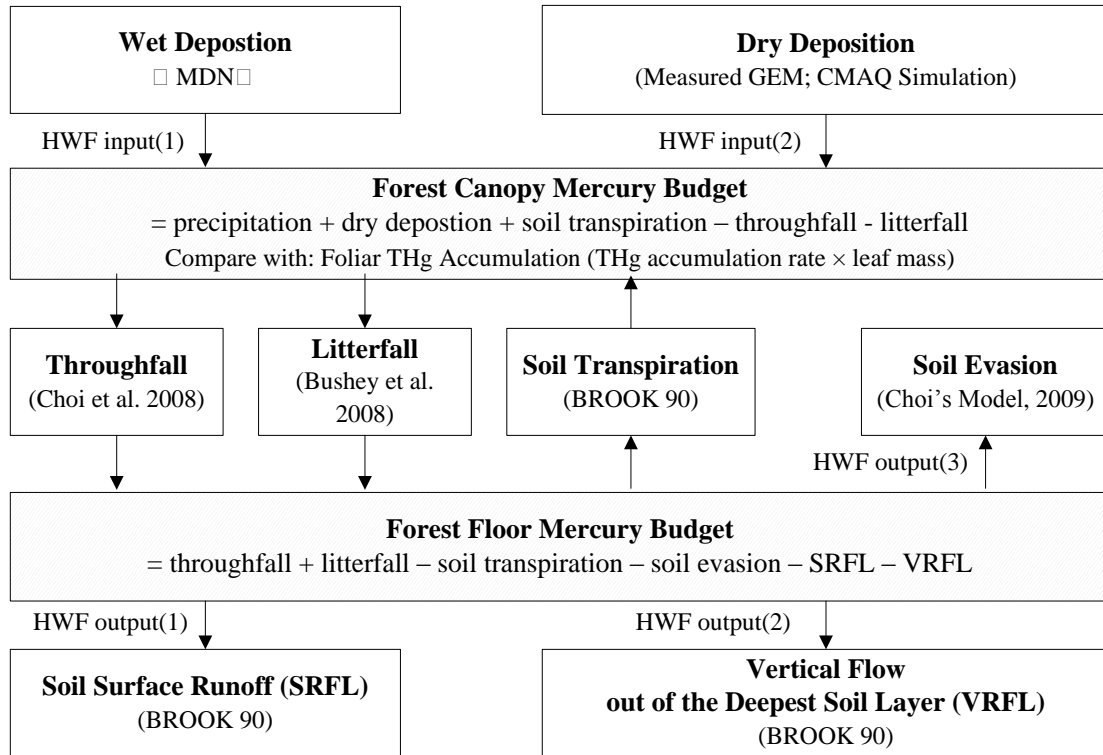 Wet Depostion
□ MDN□
Dry Deposition
(Measured GEM; CMAQ Simulation)
HWF input(1)
HWF input(2)
Forest Canopy Mercury Budget
= precipitation + dry depostion + soil transpiration – throughfall - litterfall
Compare with: Foliar THg Accumulation (THg accumulation rate × leaf mass)
Throughfall
(Choi et al. 2008)
Litterfall
(Bushey et al.
2008)
Soil Transpiration
(BROOK 90)
Soil Evasion
(Choi’s Model, 2009)
HWF output(3)
Forest Floor Mercury Budget
= throughfall + litterfall – soil transpiration – soil evasion – SRFL – VRFL
HWF output(1)
HWF output(2)
Soil Surface Runoff (SRFL)
(BROOK 90)
Vertical Flow
out of the Deepest Soil Layer (VRFL)
(BROOK 90)